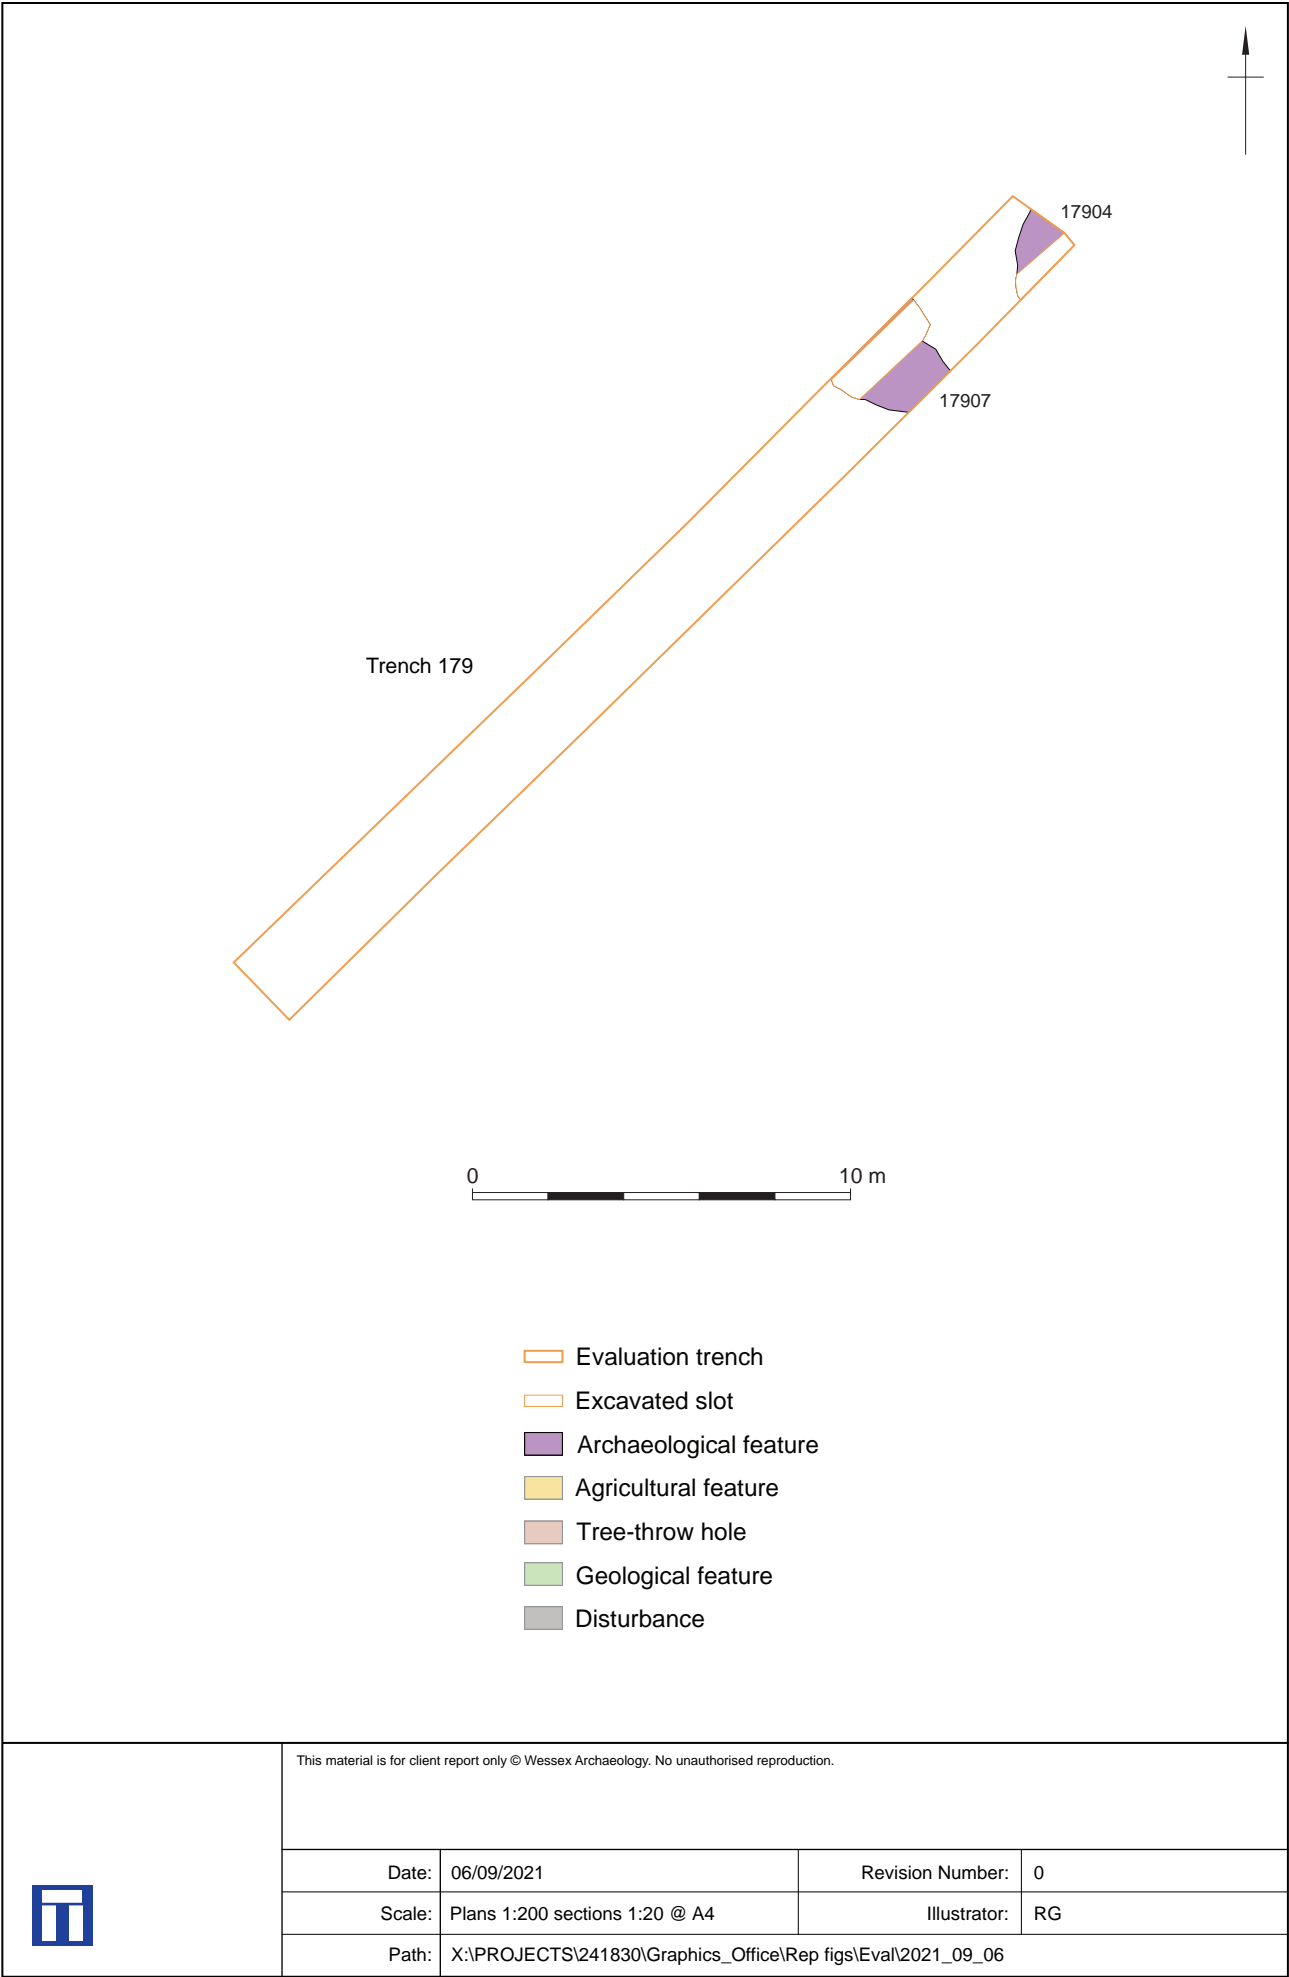 17904
17907
Trench 179
0 10 m
Evaluation trench
Excavated slot
Archaeological feature
Agricultural feature
Tree-throw hole
Geological feature
Disturbance
This material is for client report only © Wessex Archaeology. No unauthorised reproduction.
Date: 06/09/2021 Revision Number: 0
Scale: Plans 1:200 sections 1:20 @ A4 Illustrator: RG
Path: X:\PROJECTS\241830\Graphics_Office\Rep figs\Eval\2021_09_06